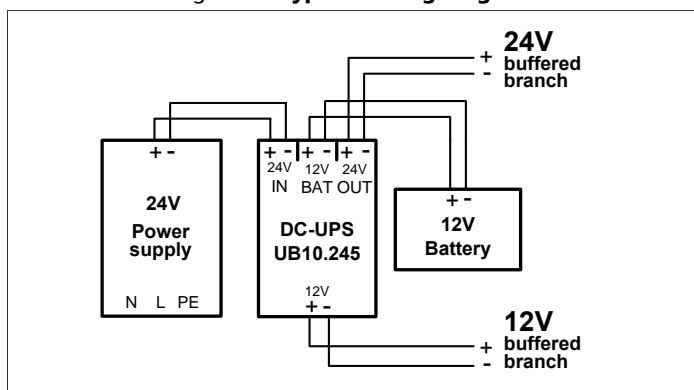 24V
buffered
branch
+
-
+ -
24V
Power
supply
N L PE
+ - + - + -
24V 12V 24V
IN BAT OUT
DC-UPS
UB10.245
12V
+ -
+ -
12V
Battery
12V
buffered
branch
+
-